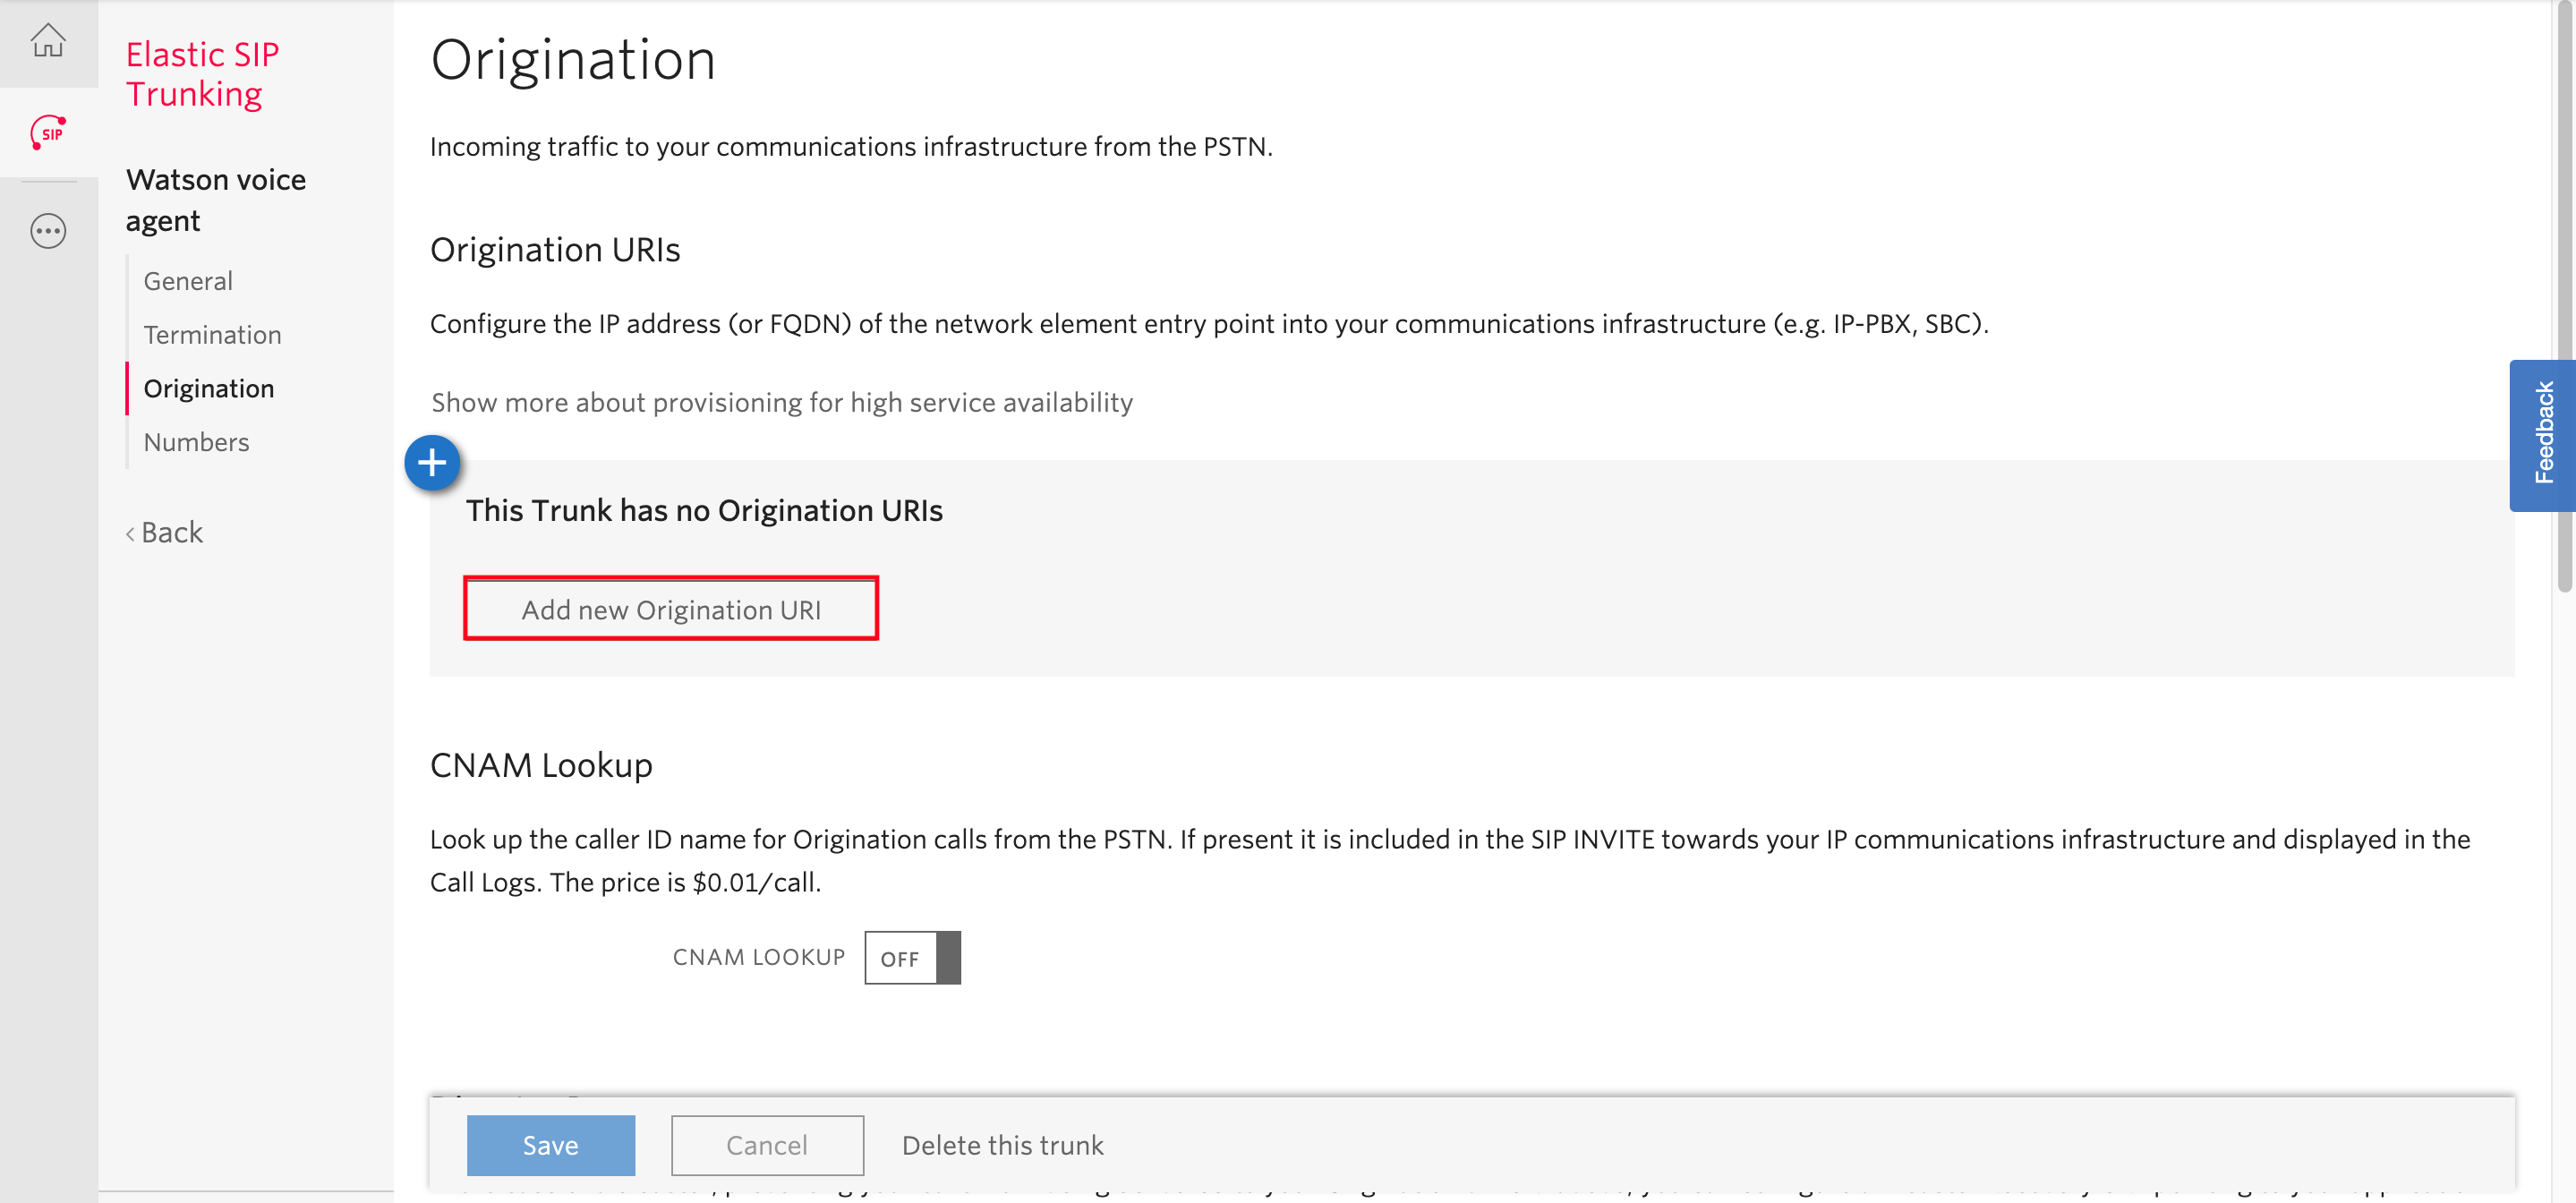 SIP
Elastic SIP
Trunking
Watson voice
agent
General
Termination
Origination
Numbers
Back
Origination
Incoming traffic to your communications infrastructure from the PSTN.
Origination URIs
Configure the IP address (or FQDN) of the network element entry point into your communications infrastructure (e.g. IP-PBX, SBC).
Show more about provisioning for high service availability
This Trunk has no Origination URIs
Add new Origination URI
CNAM Lookup
Look up the caller ID name for Origination calls from the PSTN. If present it is included in the SIP INVITE towards your IP communications infrastructure and displayed in the
Call Logs. The price is $0.01/call.
CNAM LOOKUP OFF
Save Cancel Delete this trunk
Feedback